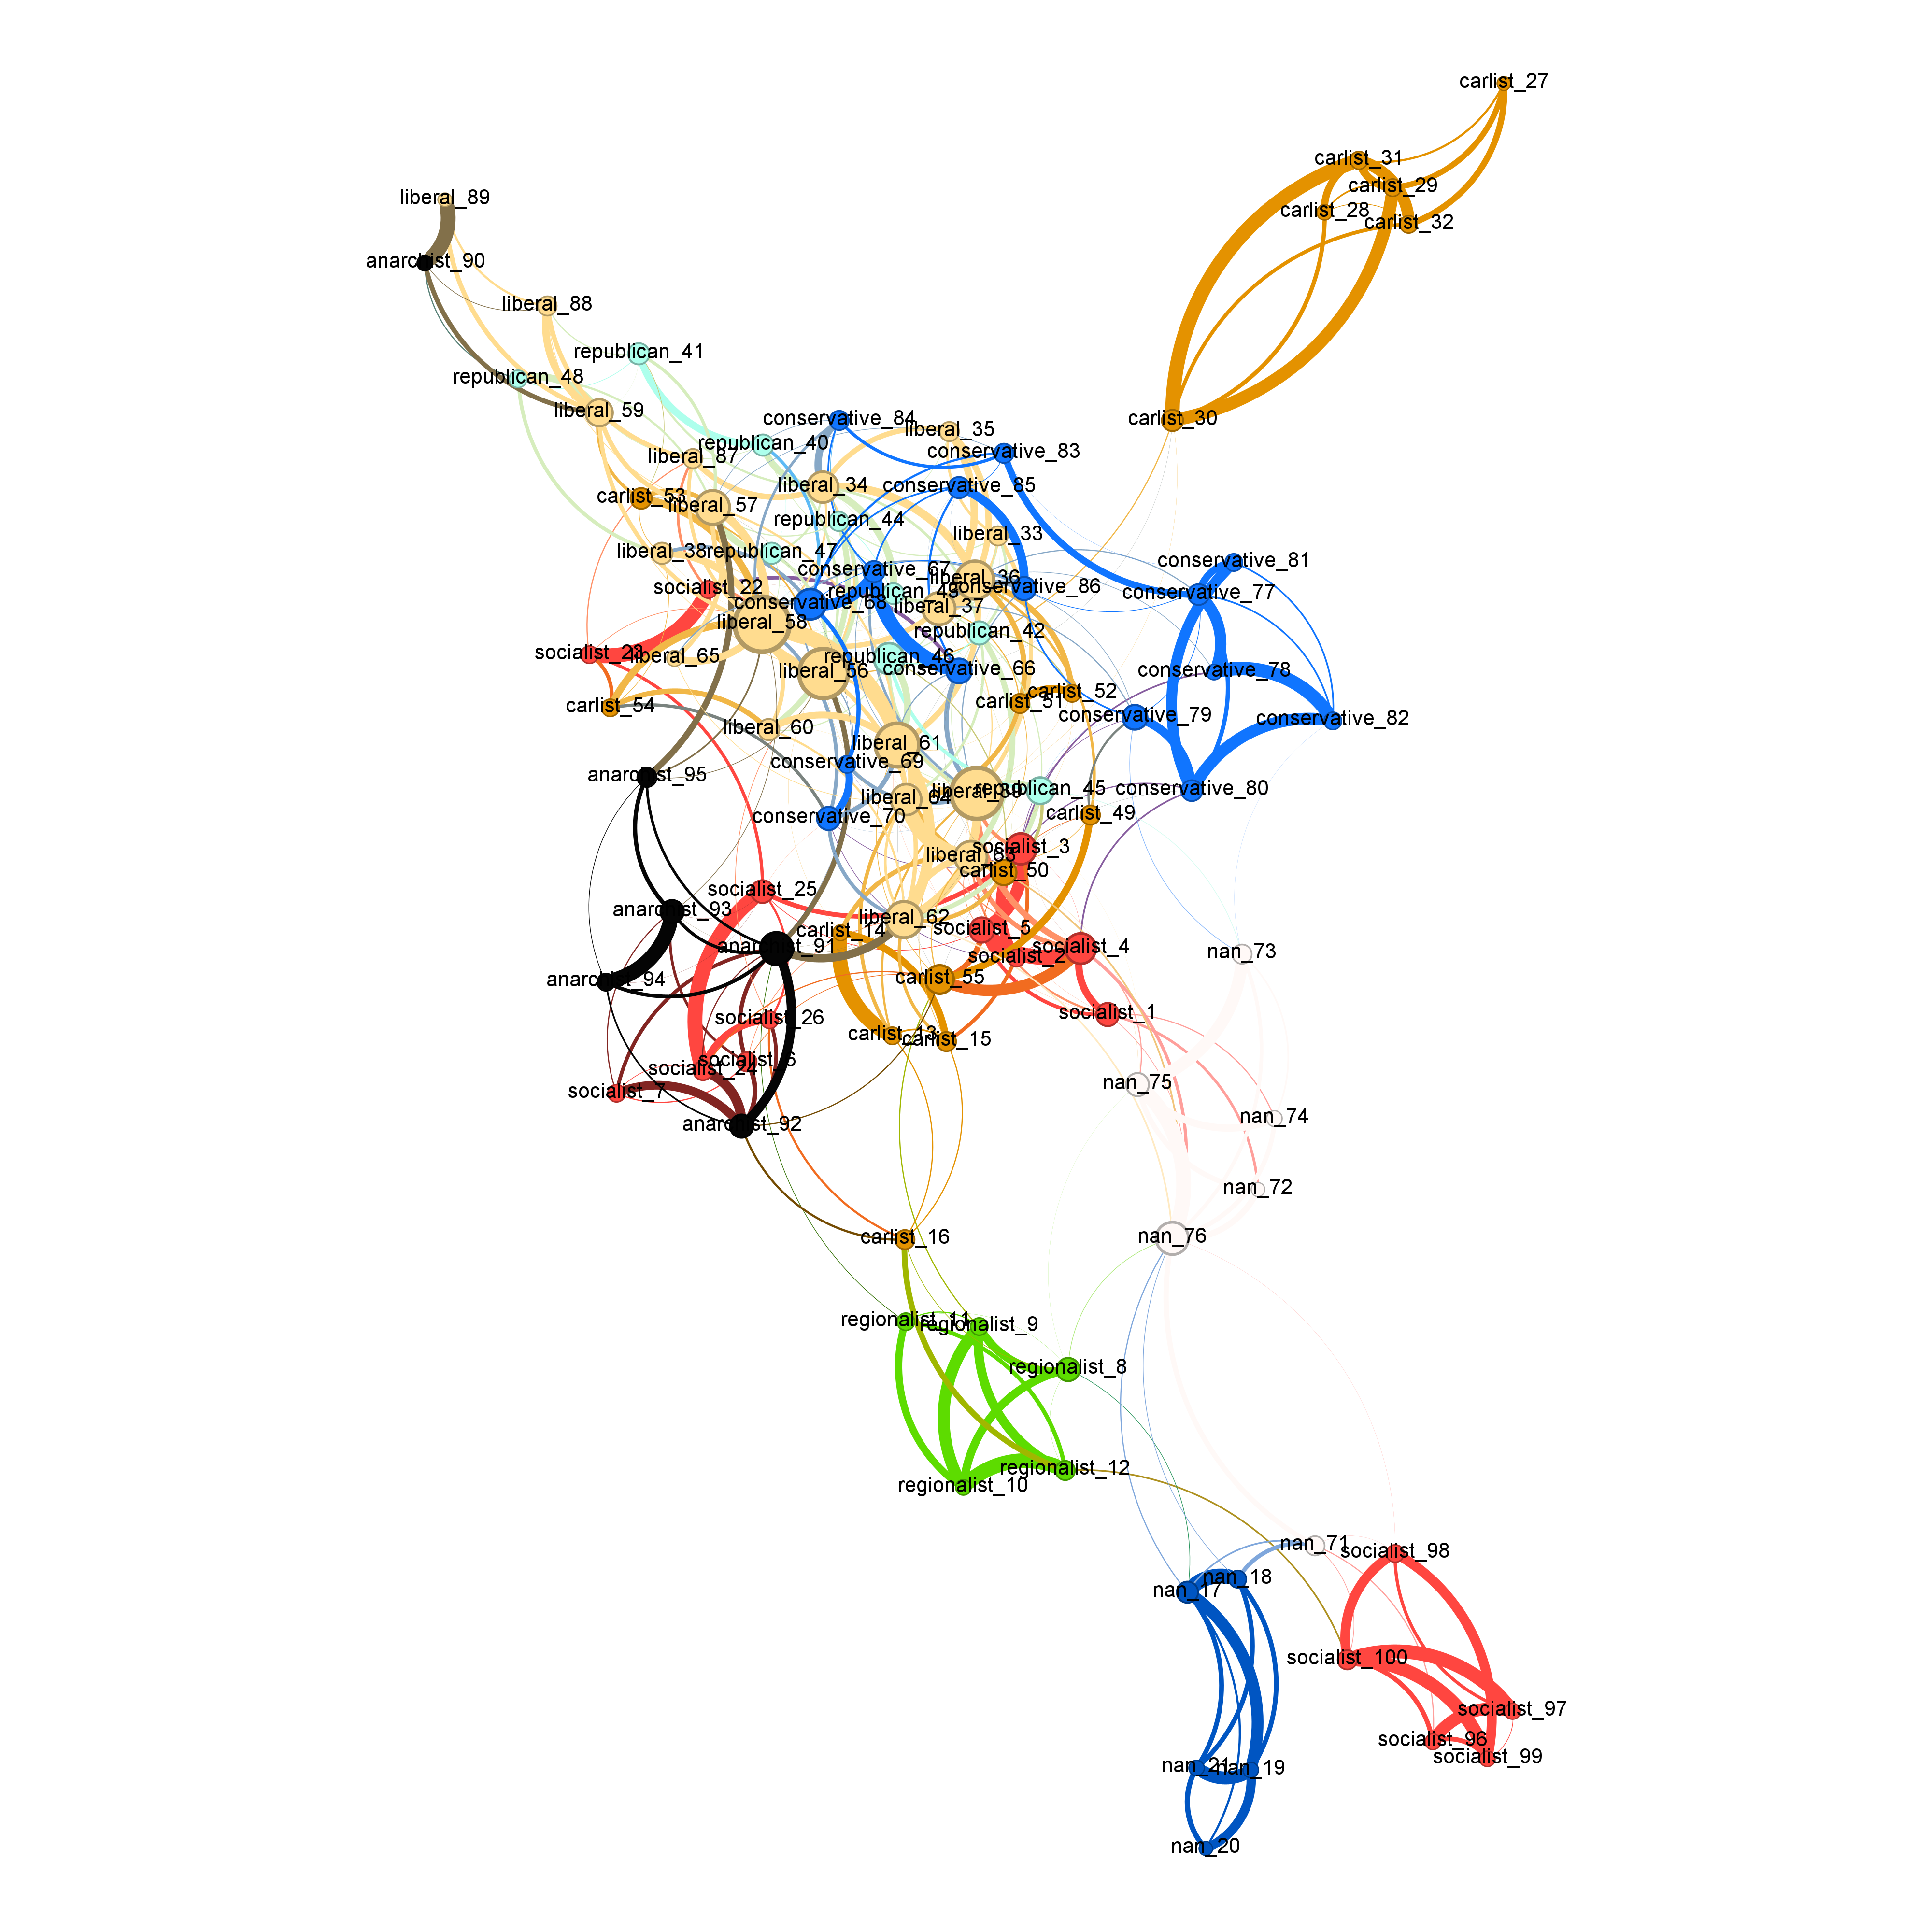 carlist_27
carlist_31
carlist_29
carlist_28
carlist_32
liberal_89
anarchist_90
liberal_88
republican_41
republican_48
liberal_59
conservative_84
liberal_35
carlist_30
republican_40
conservative_83
liberal_87
liberal_34
conservative_85
carlist_53
liberal_57
republican_44
liberal_33
liberal_38
republican_47
conservative_81
conservative_67
liberal_36
socialist_22
republican_43
conservative_86
conservative_77
conservative_68
liberal_37
liberal_58
republican_42
socialist_23
liberal_65
republican_46
liberal_56
conservative_66
conservative_78
carlist_52
carlist_54
carlist_51
conservative_79
conservative_82
liberal_60
liberal_61
conservative_69
anarchist_95
liberal_64
liberal_39
republican_45
conservative_80
conservative_70
carlist_49
socialist_3
liberal_63
carlist_50
socialist_25
anarchist_93
liberal_62
carlist_14
socialist_5
anarchist_91
socialist_4
nan_73
socialist_2
anarchist_94
carlist_55
socialist_26
socialist_1
carlist_13
carlist_15
socialist_6
socialist_24
socialist_7
nan_75
nan_74
anarchist_92
nan_72
carlist_16
nan_76
regionalist_11
regionalist_9
regionalist_8
regionalist_12
regionalist_10
nan_71
socialist_98
nan_18
nan_17
socialist_100
socialist_97
socialist_96
socialist_99
nan_21
nan_19
nan_20